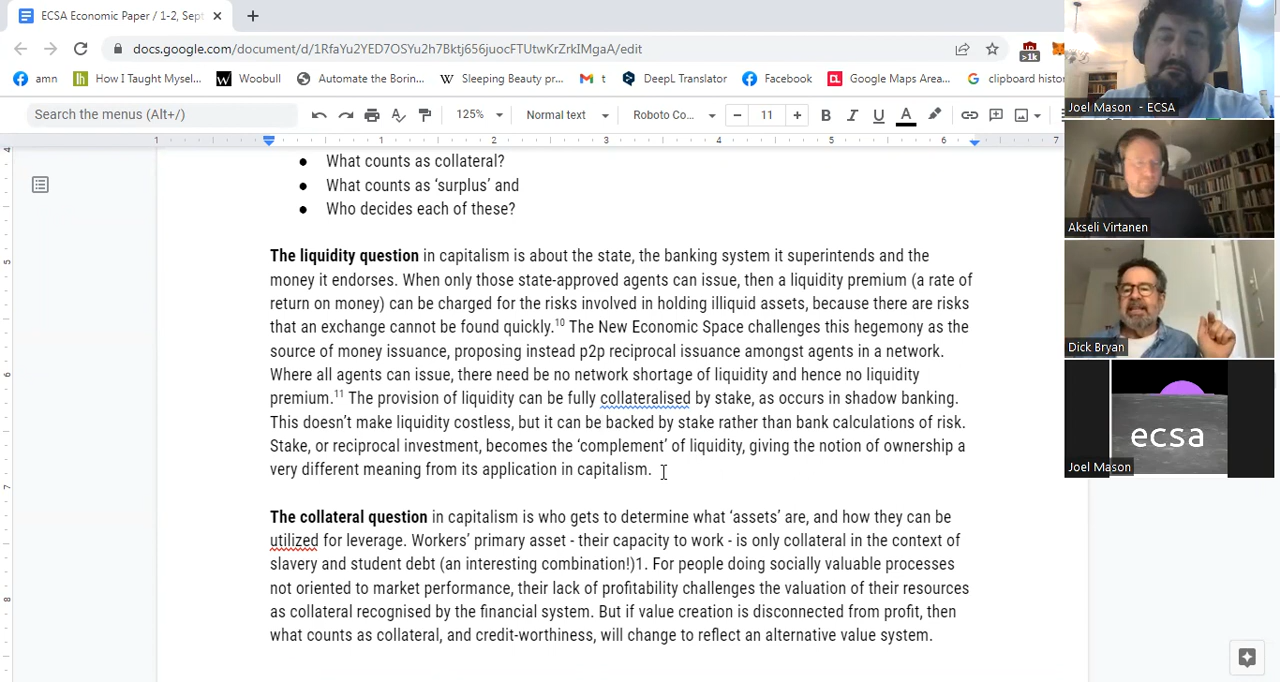 ECSA Economic Paper / 1-2, Sept
docs.google.com/document/d/1RfaYu2YED7OSYu2h7Bktj656juocFTUtwKrZrkIMgaA/edit
>1k
amn
How I Taught Mysel...
Woobull
Automate the Borin...
Sleeping Beauty pr...
t
DeepL Translator
Facebook
Google Maps Area...
clipboard histor
Search the menus (Alt+/)
125%
Normal text
Roboto Co...
11
1 1 2 3 4 5 6 7
● What counts as collateral?
● What counts as ‘surplus’ and
● Who decides each of these?
The liquidity question in capitalism is about the state, the banking system it superintends and the
money it endorses. When only those state-approved agents can issue, then a liquidity premium (a rate of
return on money) can be charged for the risks involved in holding illiquid assets, because there are risks
that an exchange cannot be found quickly.10 The New Economic Space challenges this hegemony as the
source of money issuance, proposing instead p2p reciprocal issuance amongst agents in a network.
Where all agents can issue, there need be no network shortage of liquidity and hence no liquidity
premium.11 The provision of liquidity can be fully collateralised by stake, as occurs in shadow banking.
This doesn’t make liquidity costless, but it can be backed by stake rather than bank calculations of risk.
Stake, or reciprocal investment, becomes the ‘complement’ of liquidity, giving the notion of ownership a
very different meaning from its application in capitalism.
The collateral question in capitalism is who gets to determine what ‘assets’ are, and how they can be
utilized for leverage. Workers’ primary asset - their capacity to work - is only collateral in the context of
slavery and student debt (an interesting combination!)1. For people doing socially valuable processes
not oriented to market performance, their lack of profitability challenges the valuation of their resources
as collateral recognised by the financial system. But if value creation is disconnected from profit, then
what counts as collateral, and credit-worthiness, will change to reflect an alternative value system.
4
5
6
7
8
Joel Mason - ECSA
Akseli Virtanen
Dick Bryan
ecsa
Joel Mason